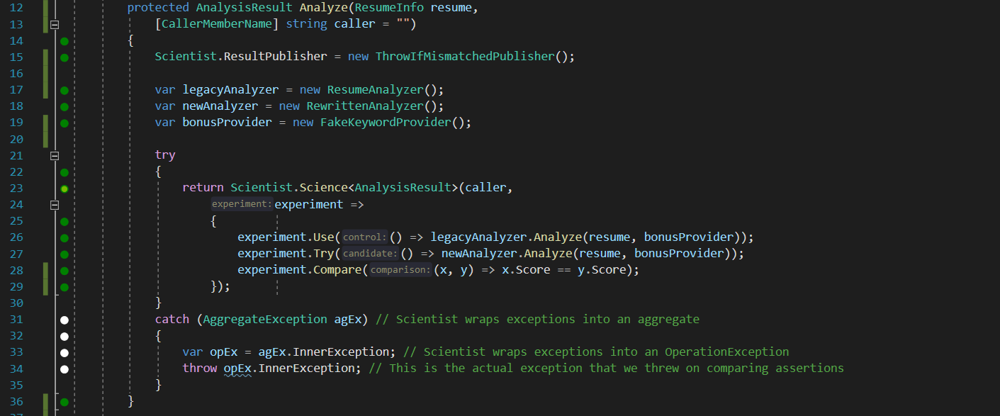 12 protected AnalysisResult Analyze(ResumeInfo resume,
13 [CallerMemberName] string caller = "")
14 {
15 Scientist.ResultPublisher = new ThrowIfMismatchedPublisher();
16
17 var legacyAnalyzer = new ResumeAnalyzer();
18 var newAnalyzer = new RewrittenAnalyzer();
19 var bonusProvider = new FakeKeywordProvider();
20
21 try
22 {
23 return Scientist.Science<AnalysisResult>(caller,
24 experiment: experiment =>
25 {
26 experiment.Use( control: () => legacyAnalyzer.Analyze(resume, bonusProvider));
27 experiment.Try( candidate: () => newAnalyzer.Analyze(resume, bonusProvider));
28 experiment.Compare( comparison: (x, y) => x.Score == y.Score);
29 });
30 }
31 catch (AggregateException agEx) // Scientist wraps exceptions into an aggregate
32 {
33 var opEx = agEx.InnerException; // Scientist wraps exceptions into an OperationException
34 throw opEx.InnerException; // This is the actual exception that we threw on comparing assertions
35 }
36 }
37